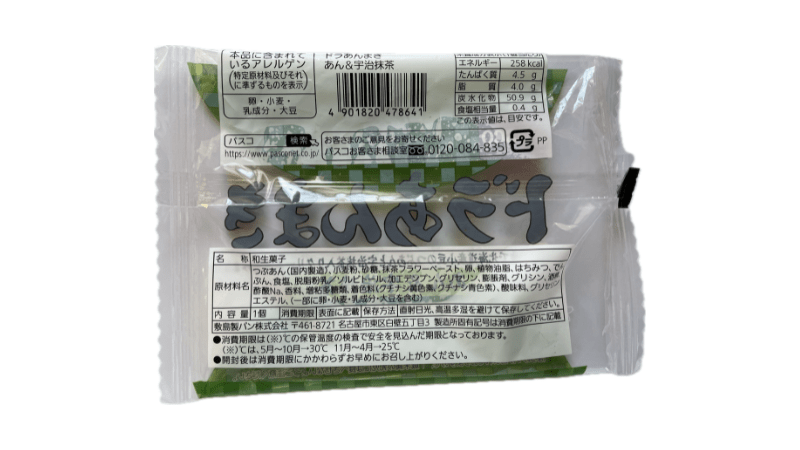 本品に含まれて
いるアレルゲン
(特定原材料及びそれ
に準ずるものを表示)
卵・小麦・
乳成分・大豆
ドラあんまき
あん&宇治抹茶
4 901820 478641
エネルギー 258 kcal
たんぱく質 4.5 g
脂質 4.0 g
炭水化物 50.9 g
食塩相当量 0.4 g
この表示値は、目安です。
パスコ 検索
https://www.pasconet.co.jp/
お客さまのご意見をお寄せください
パスコお客さま相談室 0120-084-835
プラ PP
ドラあんまき
名称 和生菓子
原材料名 つぶあん(国内製造)、小麦粉、砂糖、抹茶フラワーペースト、卵、植物油脂、はちみつ、でん
ぷん、食塩、脱脂粉乳/ソルビトール、加工デンプン、グリセリン、膨脹剤、グリシン、酒精、
酢酸Na、香料、増粘多糖類、着色料(クチナシ黄色素、クチナシ青色素)、酸味料、グリセリン
エステル、(一部に卵・小麦・乳成分・大豆を含む)
内容量 1個 消費期限 表面に記載 保存方法 直射日光、高温多湿を避けて保存してください。
敷島製パン株式会社 〒461-8721 名古屋市東区白壁五丁目3 製造所固有記号は消費期限の下に記載
●消費期限は(※)での保管温度の検査で安全を見込んだ期限となっております。
(※)では、5月~10月→30℃ 11月~4月→25℃
●開封後は消費期限にかかわらずお早めにお召し上がりください。